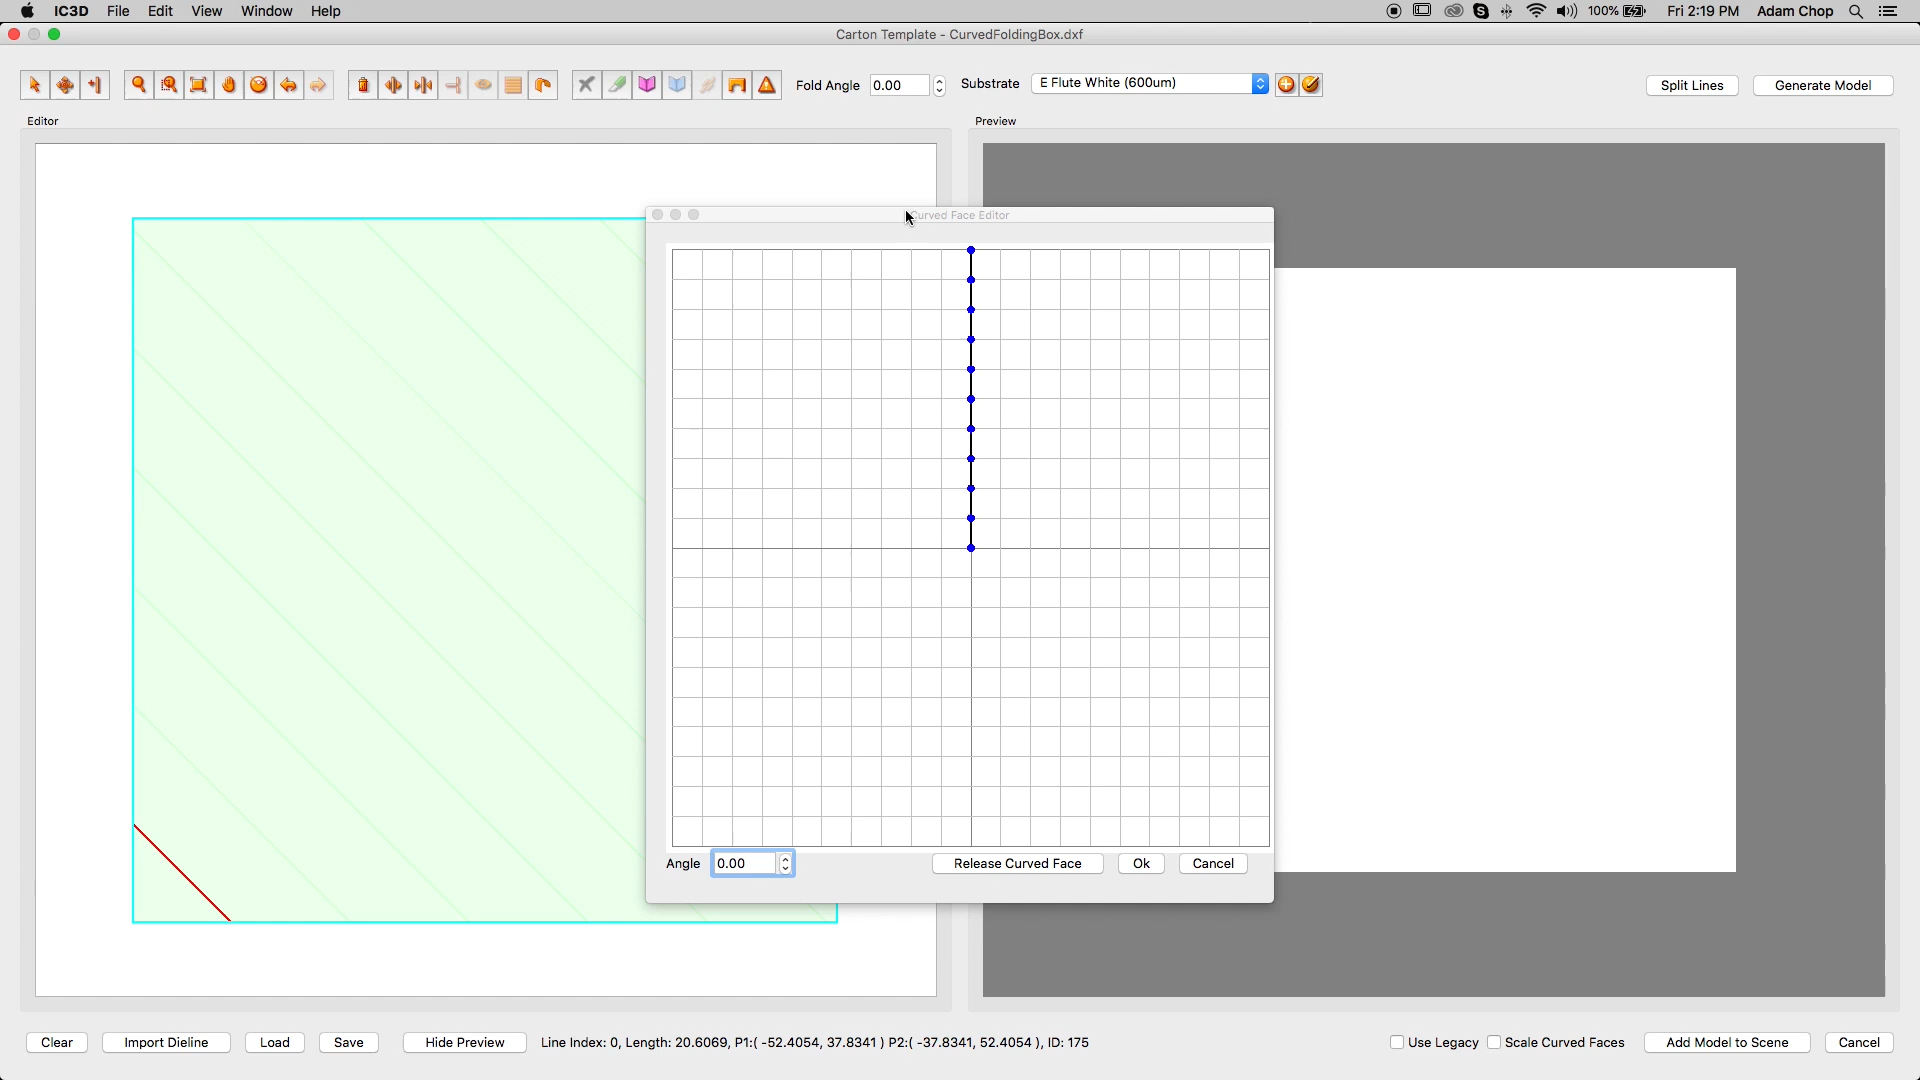 IC3D File Edit View Window Help 100% Fri 2:19 PM Adam Chop
Carton Template - CurvedFoldingBox.dxf
Fold Angle 0.00 Substrate E Flute White (600um) Split Lines Generate Model
Editor Preview
Curved Face Editor
Angle 0.00 Release Curved Face Ok Cancel
Clear Import Dieline Load Save Hide Preview Line Index: 0, Length: 20.6069, P1:( -52.4054, 37.8341 ) P2:( -37.8341, 52.4054 ), ID: 175 Use Legacy Scale Curved Faces Add Model to Scene Cancel